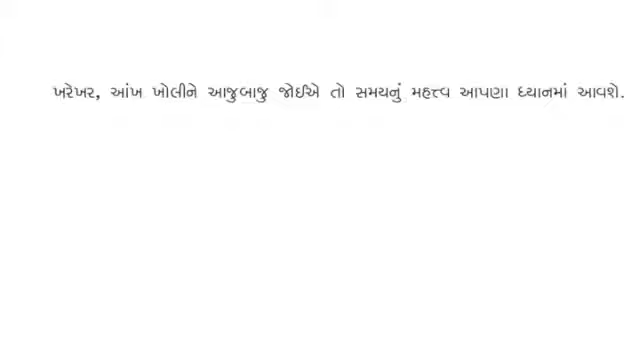 ખરેખર, આંખ ખોલીને આજુબાજુ જોઈએ તો સમયનું મહત્ત્વ આપણા ધ્યાનમાં આવશે.